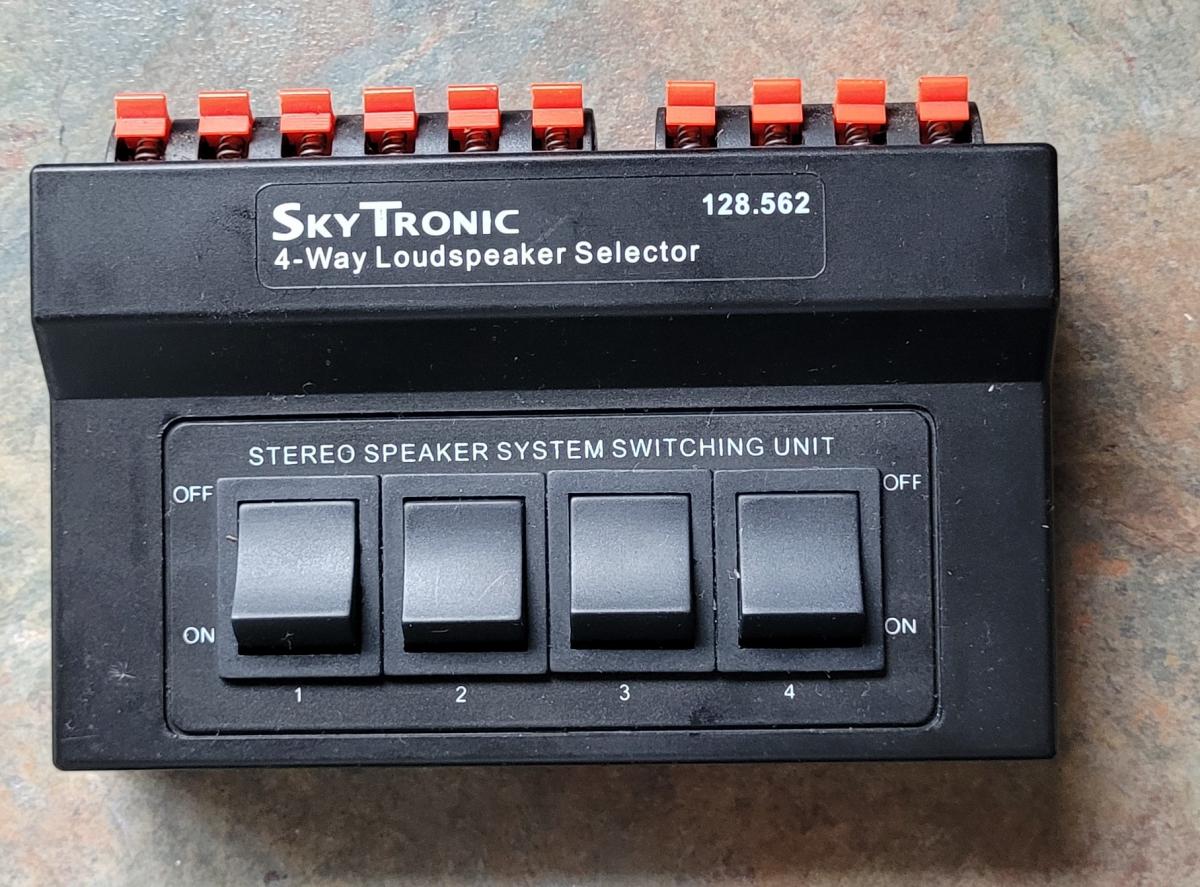 SKYTRONIC 128.562
4-Way Loudspeaker Selector
STEREO SPEAKER SYSTEM SWITCHING UNIT
OFF OFF
ON ON
1 2 3 4